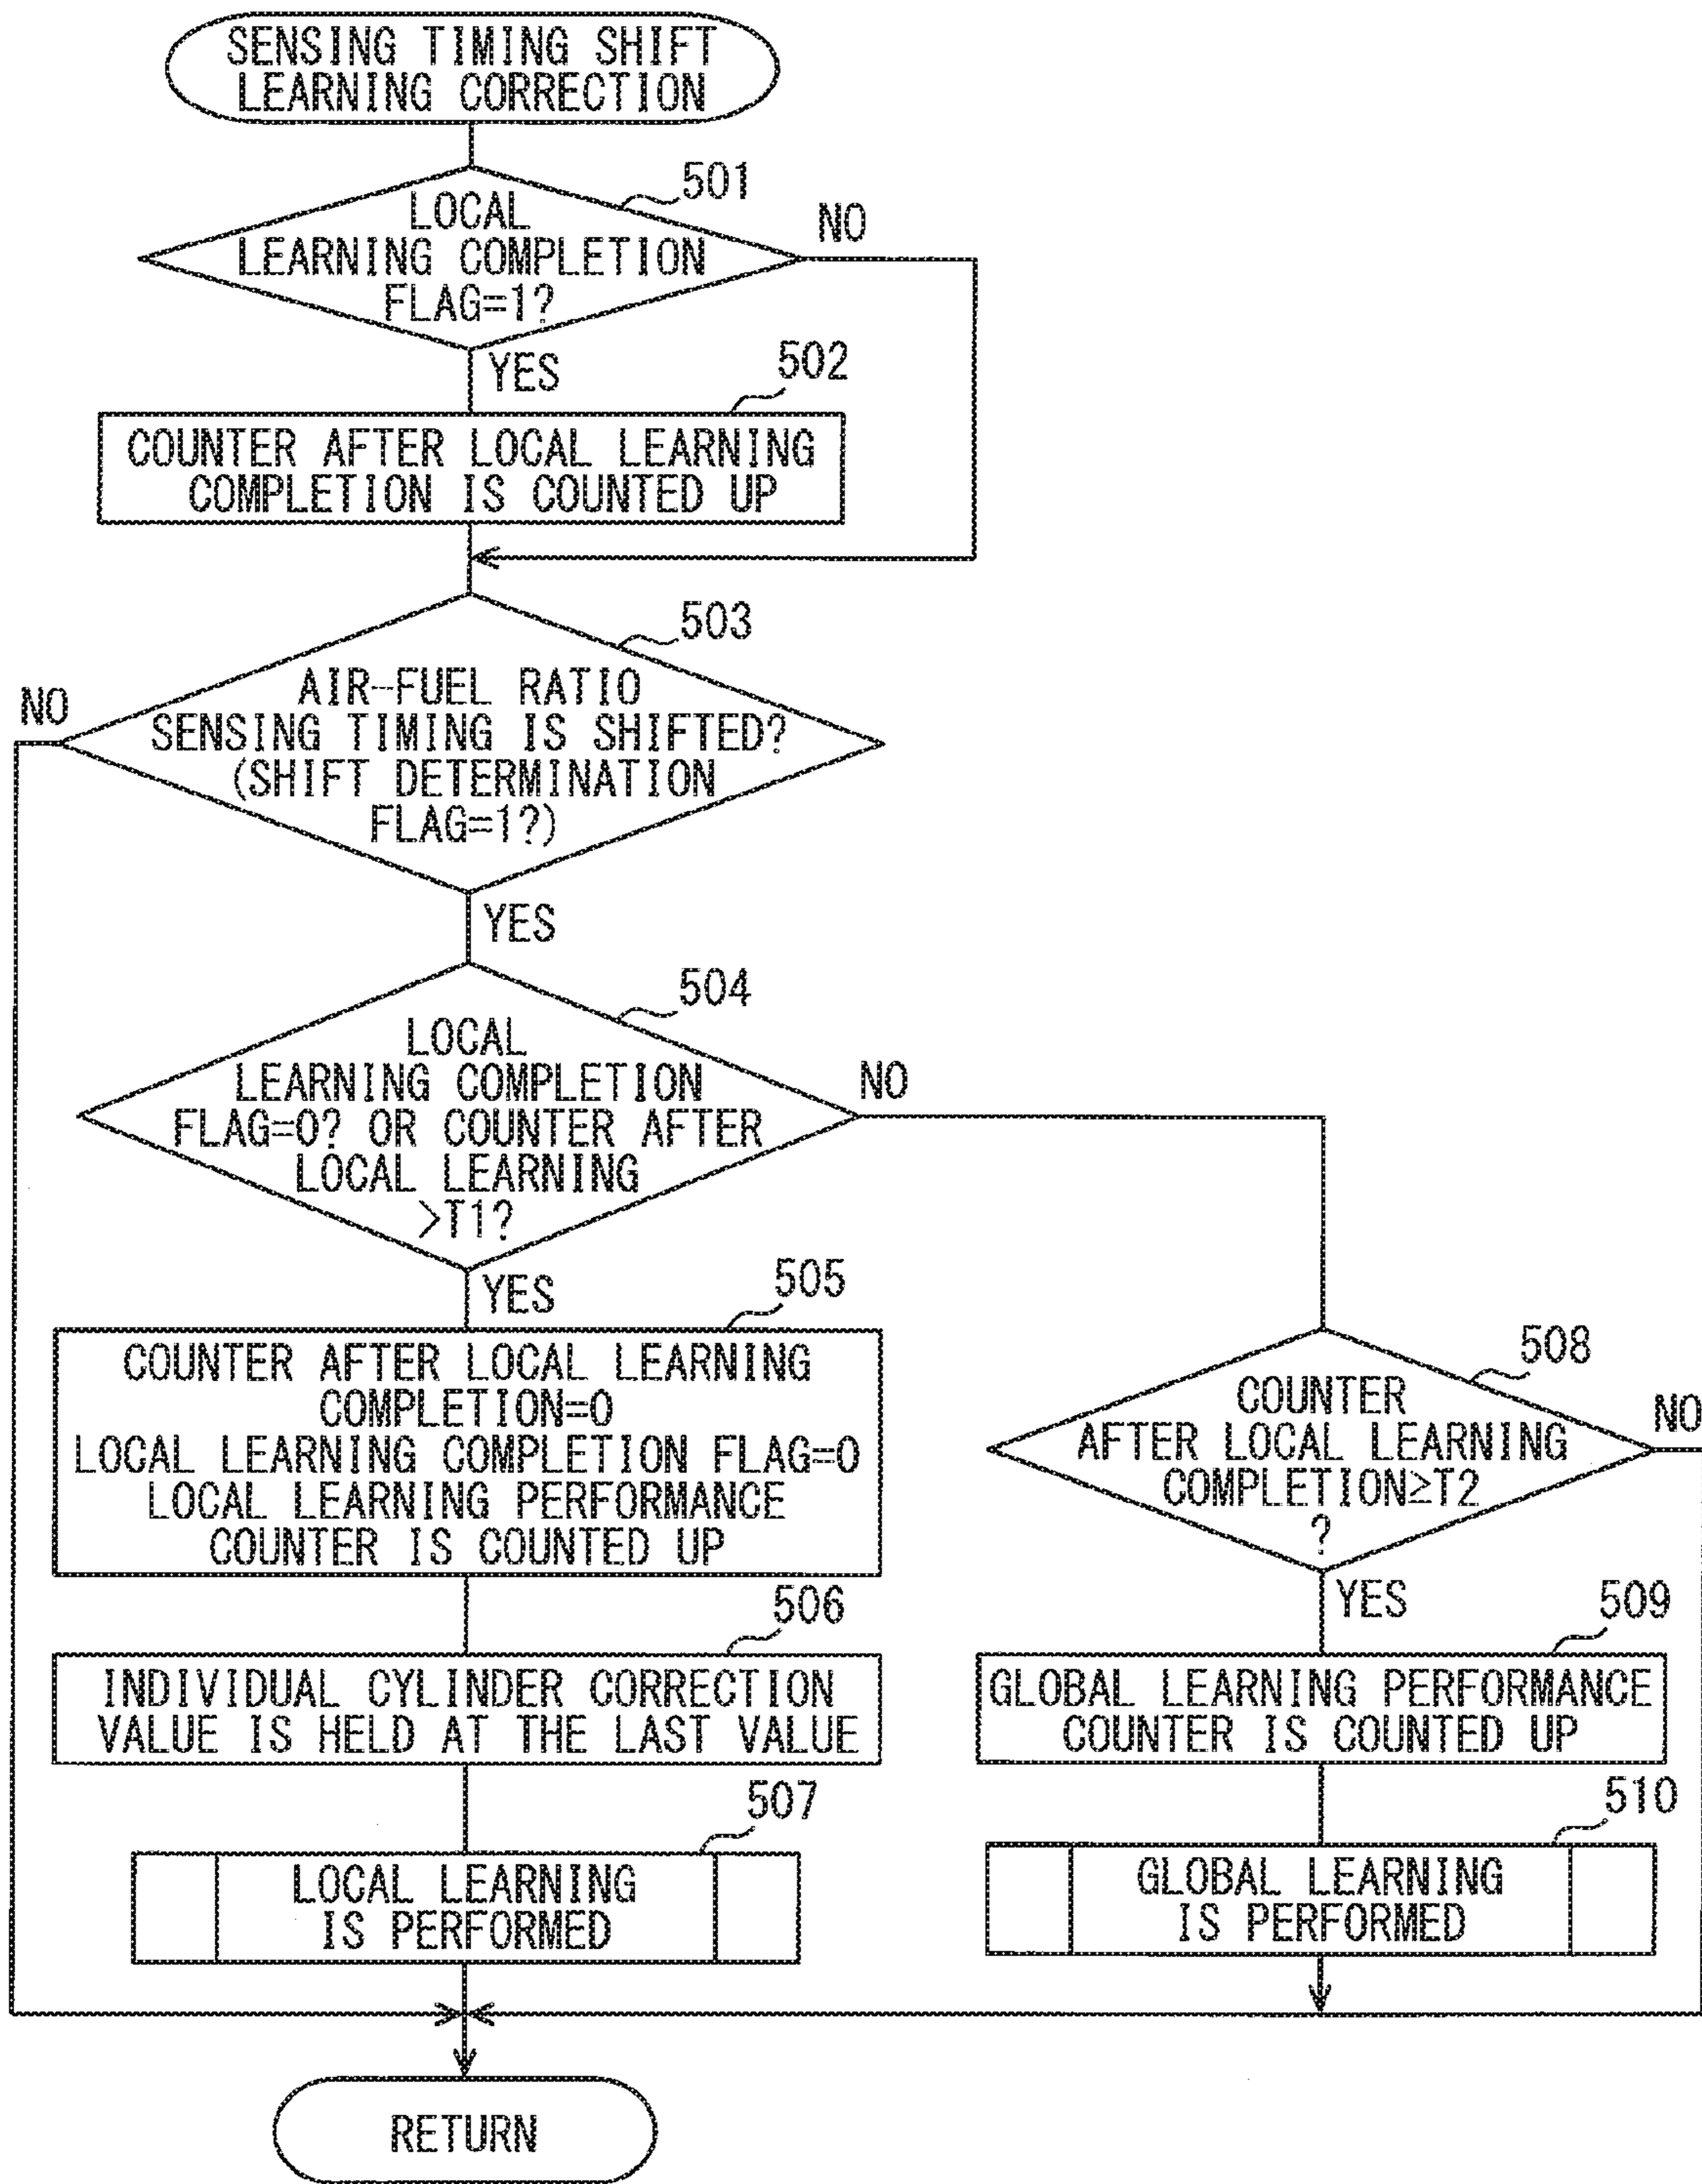 SENSING TIMING SHIFT
LEARNING CORRECTION
501
LOCAL
LEARNING COMPLETION
FLAG=1?
NO
YES
502
COUNTER AFTER LOCAL LEARNING
COMPLETION IS COUNTED UP
503
AIR-FUEL RATIO
SENSING TIMING IS SHIFTED?
(SHIFT DETERMINATION
FLAG=1?)
NO
YES
504
LOCAL
LEARNING COMPLETION
FLAG=0? OR COUNTER AFTER
LOCAL LEARNING
>T1?
NO
YES
505
COUNTER AFTER LOCAL LEARNING
COMPLETION=0
LOCAL LEARNING COMPLETION FLAG=0
LOCAL LEARNING PERFORMANCE
COUNTER IS COUNTED UP
506
INDIVIDUAL CYLINDER CORRECTION
VALUE IS HELD AT THE LAST VALUE
507
LOCAL LEARNING
IS PERFORMED
508
COUNTER
AFTER LOCAL LEARNING
COMPLETION≥T2
?
NO
YES
509
GLOBAL LEARNING PERFORMANCE
COUNTER IS COUNTED UP
510
GLOBAL LEARNING
IS PERFORMED
RETURN